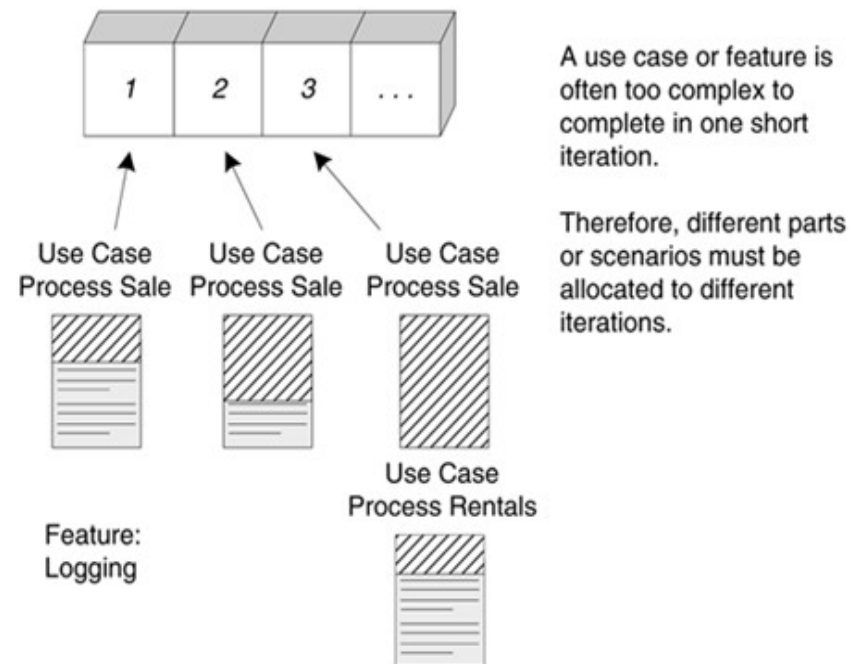 1 2 3 . . .
A use case or feature is
often too complex to
complete in one short
iteration.
Therefore, different parts
or scenarios must be
allocated to different
iterations.
Use Case
Process Sale
Use Case
Process Sale
Use Case
Process Sale
Use Case
Process Rentals
Feature:
Logging